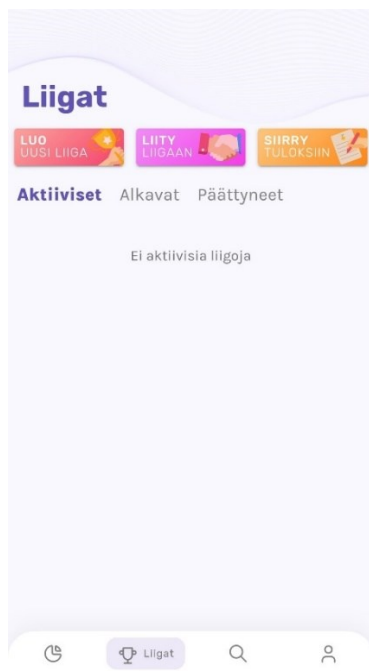 Liigat
LUO
UUSI LIIGA
LIITY
LIIGAAN
SIIRRY
TULOKSIIN
Aktiiviset Alkavat Päättyneet
Ei aktiivisia liigoja
Liigat